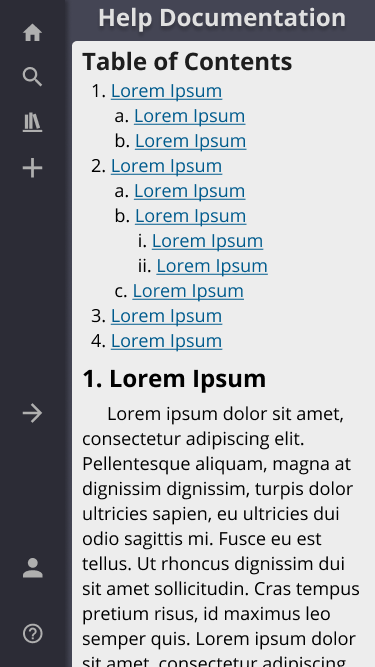 Help Documentation
Table of Contents
1. Lorem Ipsum
a. Lorem Ipsum
b. Lorem Ipsum
2. Lorem Ipsum
a. Lorem Ipsum
b. Lorem Ipsum
i. Lorem Ipsum
ii. Lorem Ipsum
c. Lorem Ipsum
3. Lorem Ipsum
4. Lorem Ipsum
1. Lorem Ipsum
Lorem ipsum dolor sit amet,
consectetur adipiscing elit.
Pellentesque aliquam, magna at
dignissim dignissim, turpis dolor
ultricies sapien, eu ultricies dui
odio sagittis mi. Fusce eu est
tellus. Ut rhoncus dignissim dui
sit amet sollicitudin. Cras tempus
pretium risus, id maximus leo
semper quis. Lorem ipsum dolor
sit amet, consectetur adipiscing